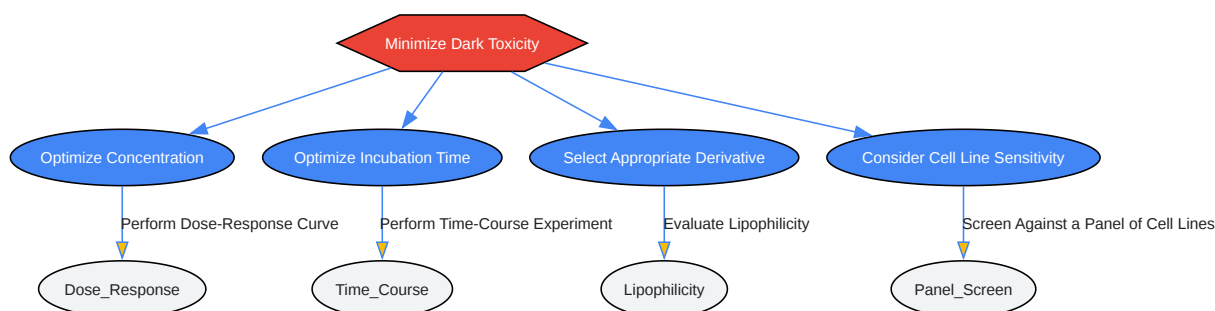 Minimize Dark Toxicity
Optimize Concentration
Optimize Incubation Time
Select Appropriate Derivative
Consider Cell Line Sensitivity
Perform Dose-Response Curve
Perform Time-Course Experiment
Evaluate Lipophilicity
Screen Against a Panel of Cell Lines
Dose_Response
Time_Course
Lipophilicity
Panel_Screen